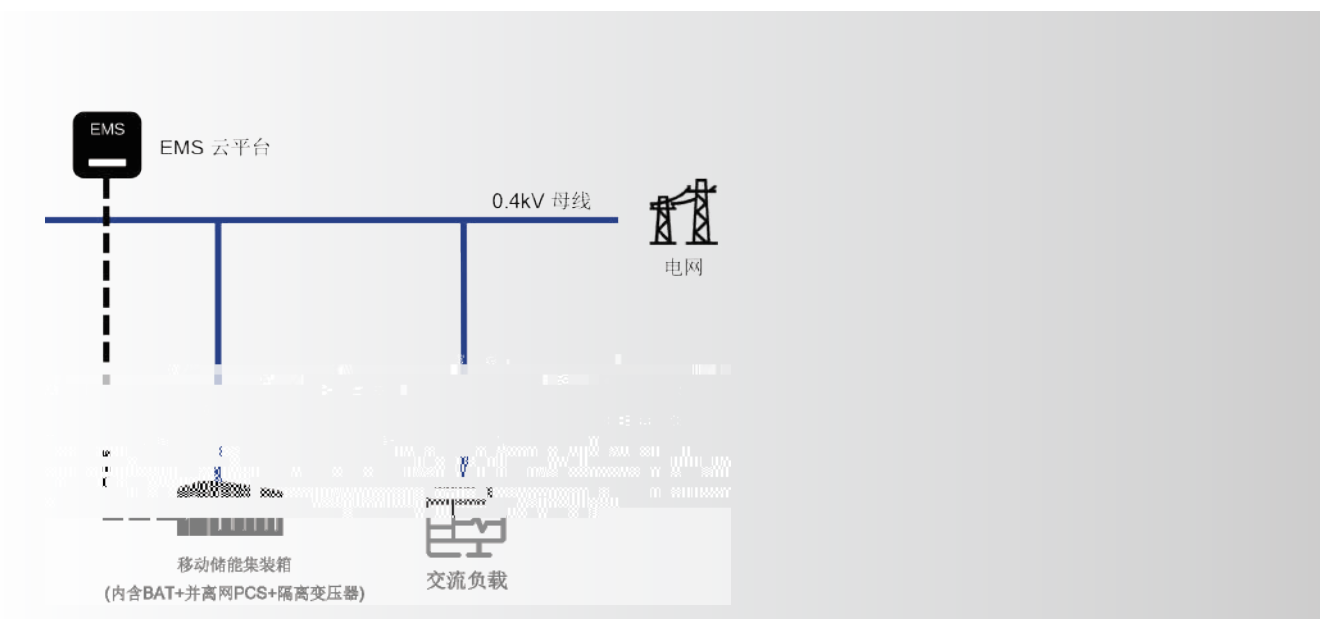 EMS
EMS 云平台
0.4kV 母线
电网
移动储能集装箱
(内含BAT+并离网PCS+隔离变压器)
交流负载